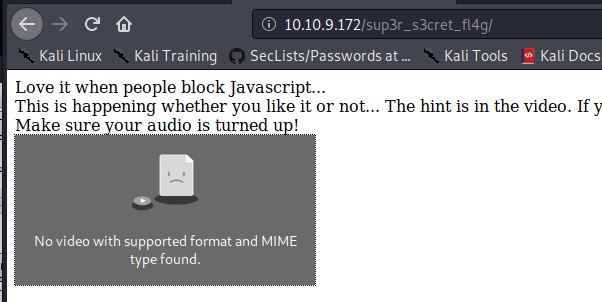 10.10.9.172/sup3r_s3cret_fl4g/
Kali Linux Kali Training SecLists/Passwords at ... Kali Tools Kali Docs
Love it when people block Javascript...
This is happening whether you like it or not... The hint is in the video. If y
Make sure your audio is turned up!
No video with supported format and MIME
type found.